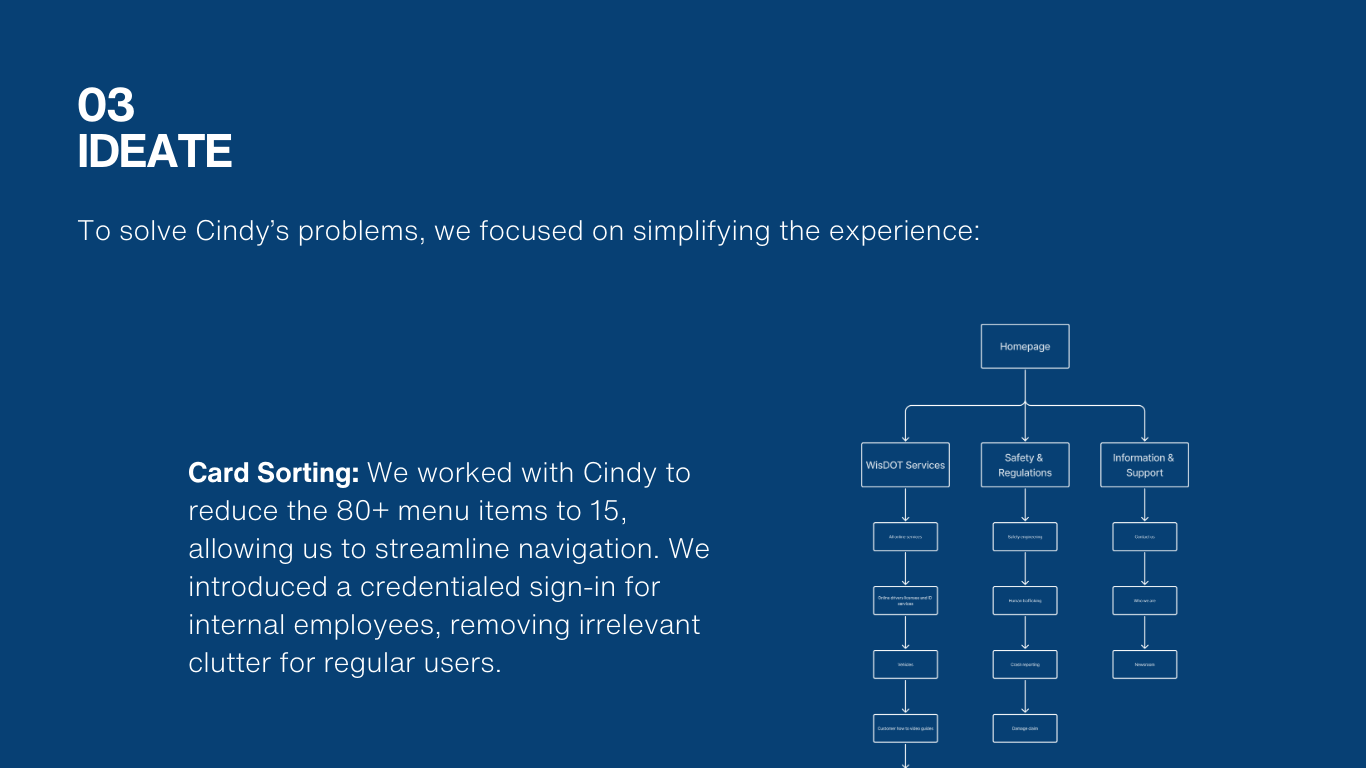 03
IDEATE
To solve Cindy’s problems, we focused on simplifying the experience:
Card Sorting: We worked with Cindy to
reduce the 80+ menu items to 15,
allowing us to streamline navigation. We
introduced a credentialed sign-in for
internal employees, removing irrelevant
clutter for regular users.
Homepage
WisDOT Services
Safety &
Regulations
Information &
Support
All online services
Safety engineering
Contact us
Online drivers licenses and ID
services
Human trafficking
Who we are
Vehicles
Crash reporting
Newsroom
Customer how to video guides
Damage claim